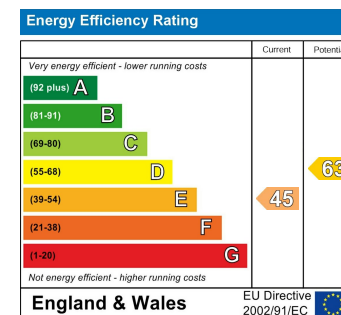 Energy Efficiency Rating
Current Potenti
Very energy efficient - lower running costs
(92 plus) A
(81-91) B
(69-80) C
(55-68) D
63
(39-54) E
45
(21-38) F
(1-20) G
Not energy efficient - higher running costs
England & Wales
EU Directive
2002/91/EC